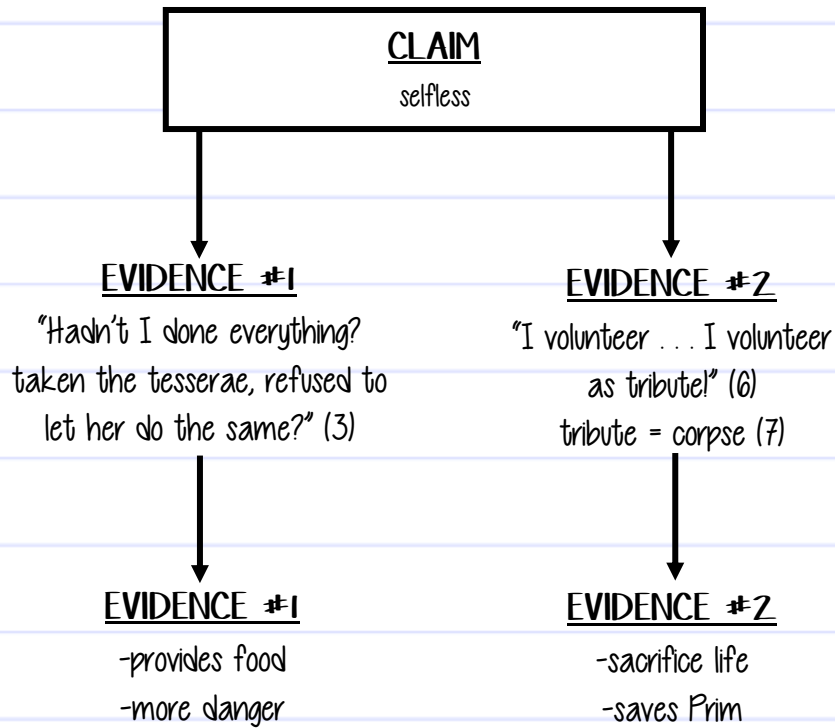 CLAIM
selfless
EVIDENCE #1
"Hadn't I done everything?
taken the tesserae, refused to
let her do the same?" (3)
EVIDENCE #2
"I volunteer . . . I volunteer
as tribute!" (6)
tribute = corpse (7)
EVIDENCE #1
-provides food
-more danger
EVIDENCE #2
-sacrifice life
-saves Prim